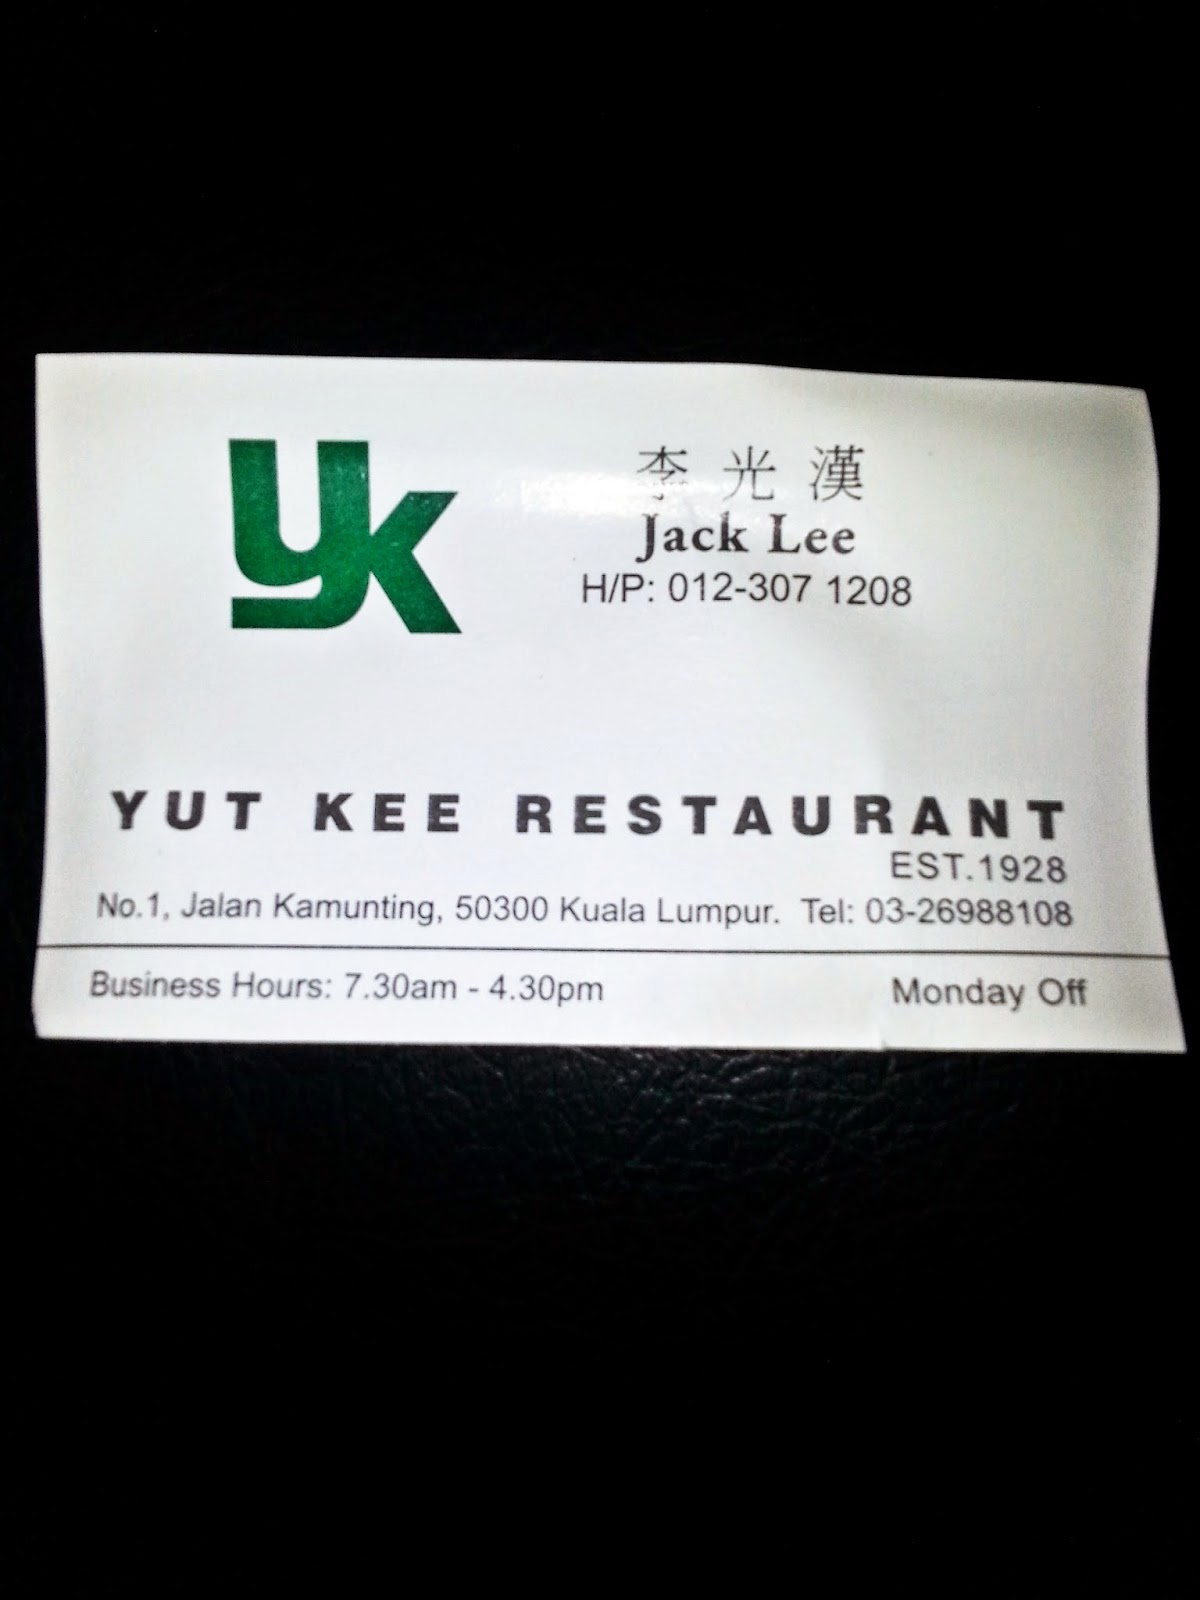 yk
李光漢
Jack Lee
H/P: 012-307 1208
YUT KEE RESTAURANT
EST.1928
No.1, Jalan Kamunting, 50300 Kuala Lumpur. Tel: 03-26988108
Business Hours: 7.30am - 4.30pm Monday Off